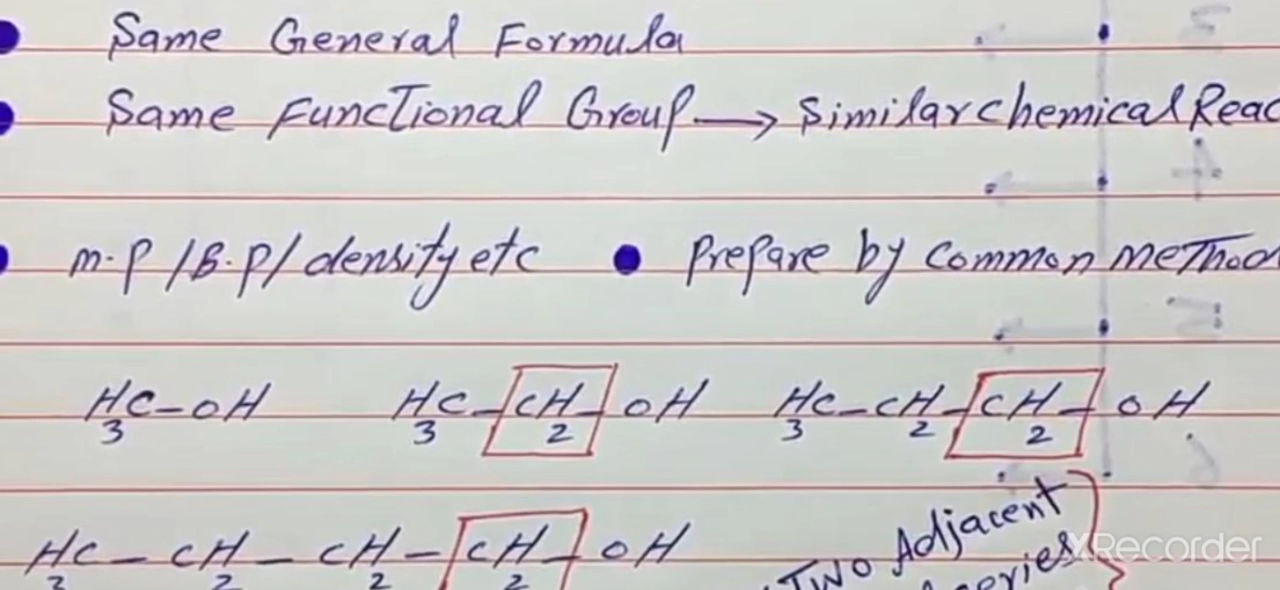 • Same General Formula
• Same Functional Group → Similar chemical Reac
• m.p / B.p / density etc • Prepare by common method
H₃C-OH H₃C-CH₂-OH H₃C-CH₂-CH₂-OH
H₃C-CH₂-CH₂-CH₂-OH
Two Adjacent
XRecorder